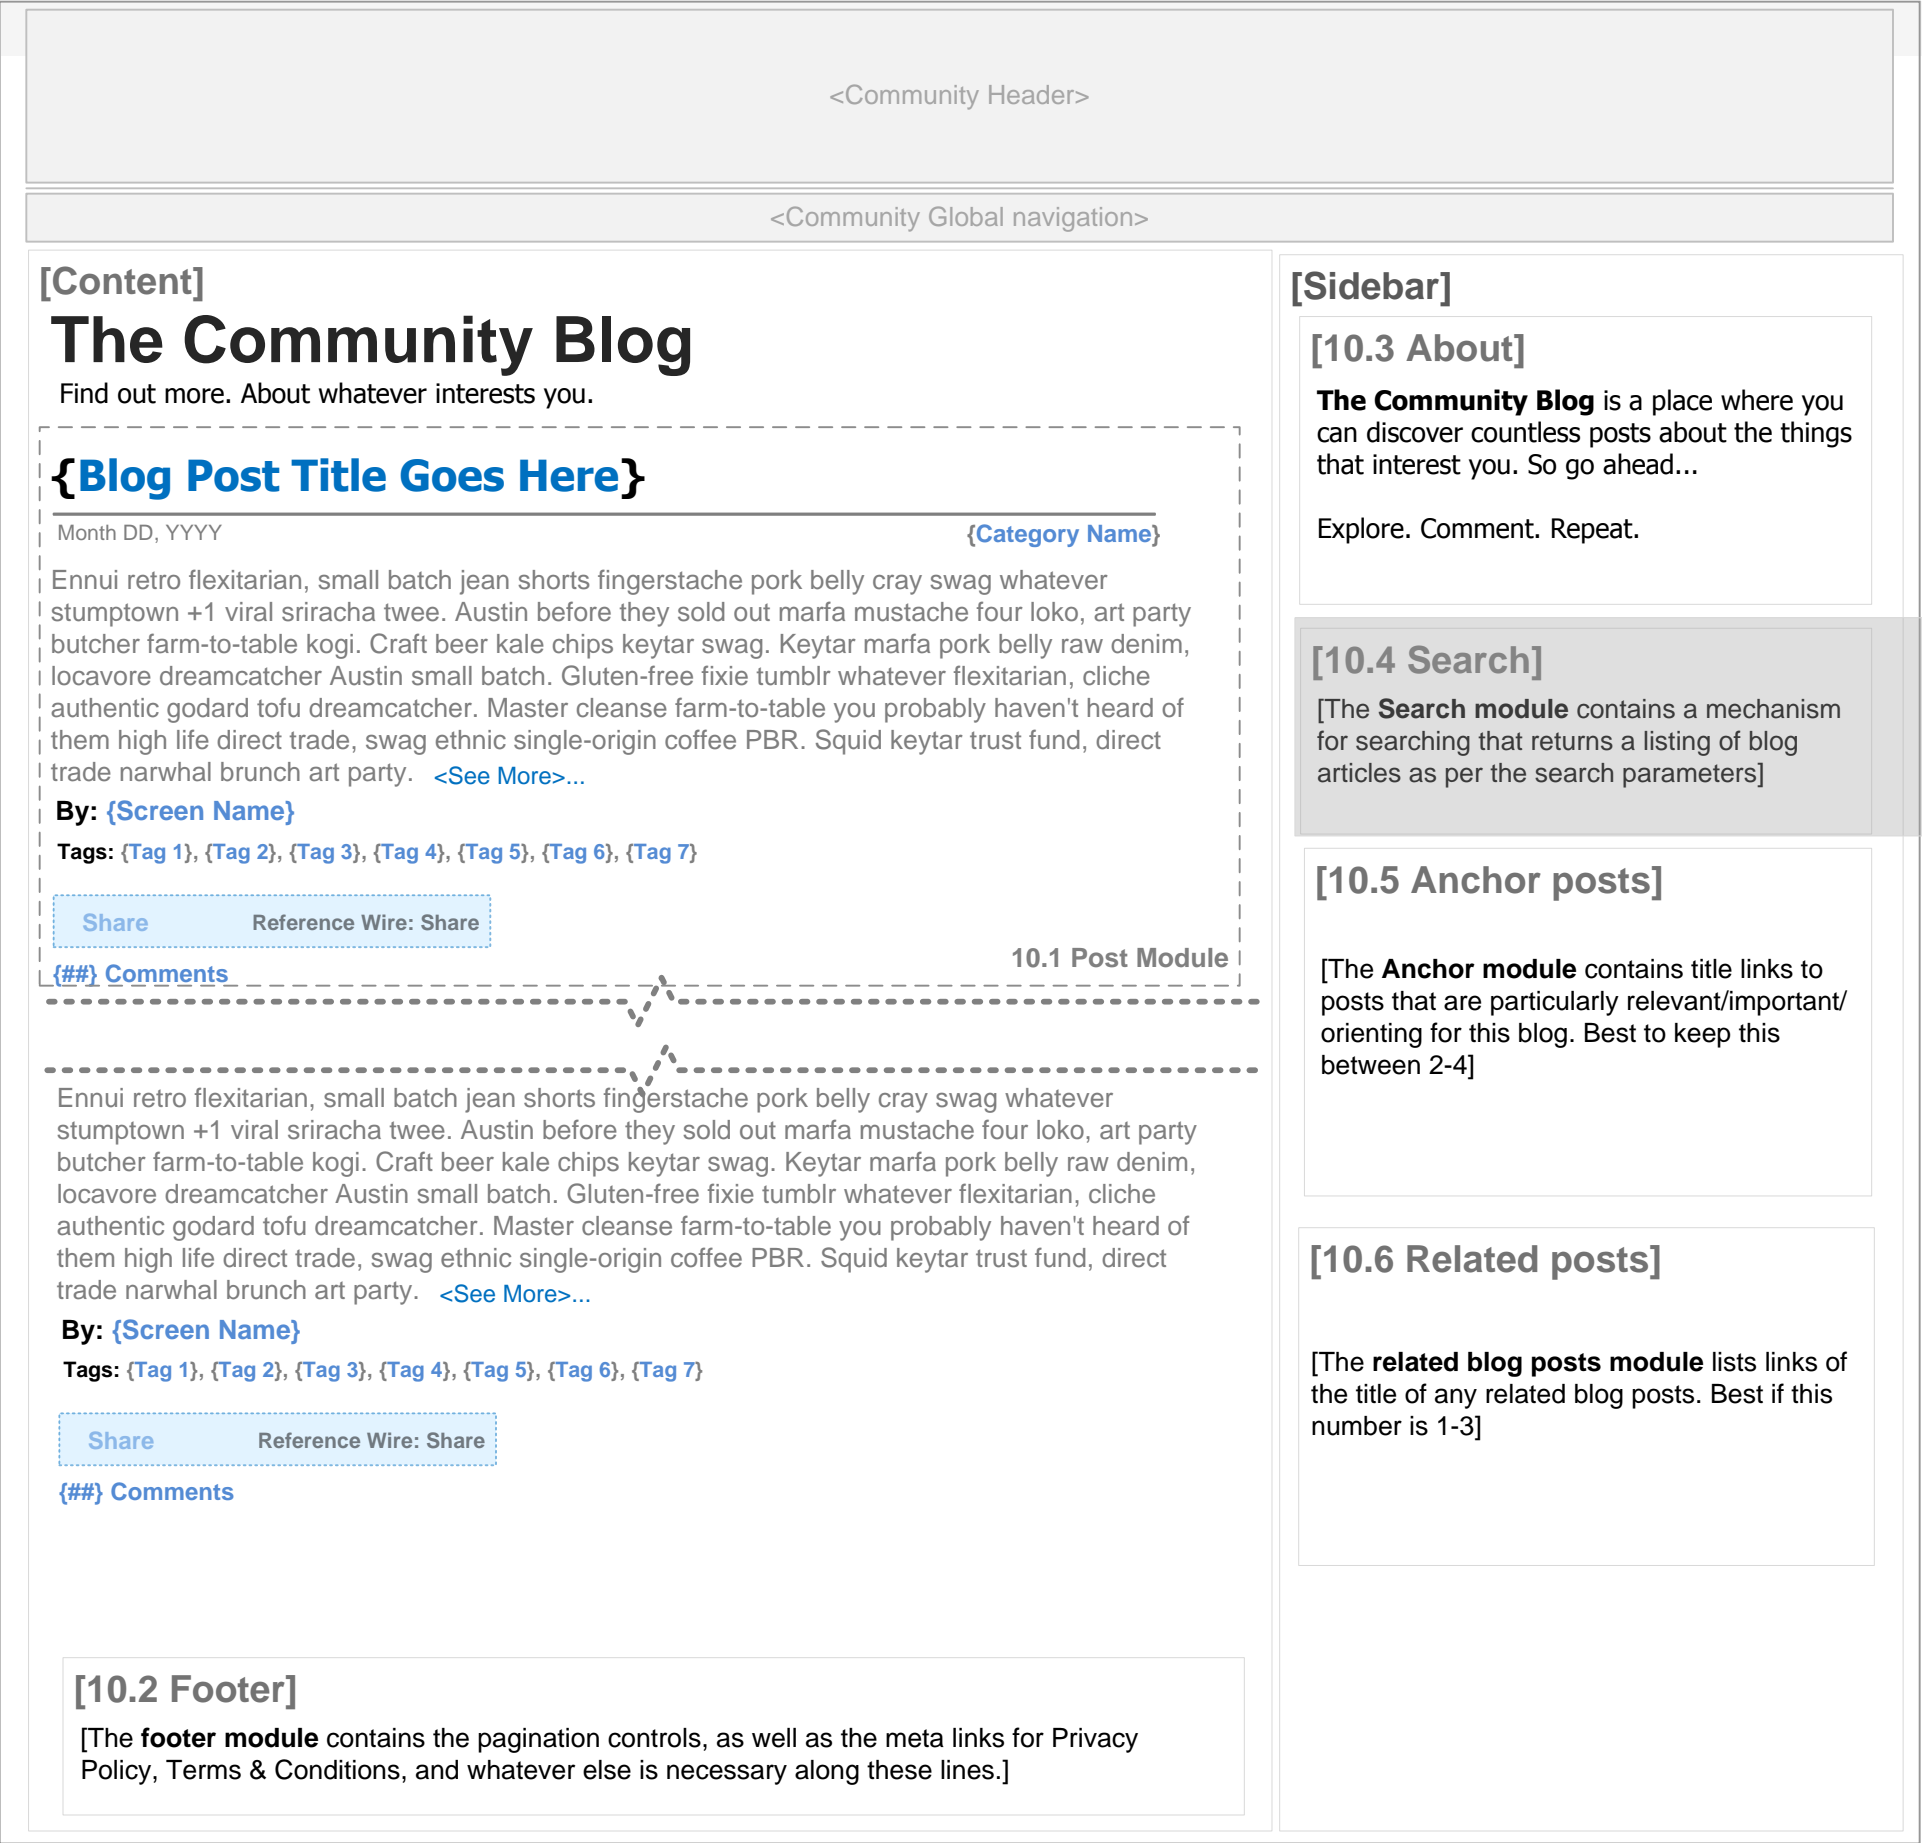 <Community Header>
<Community Global navigation>
[Content]
The Community Blog
Find out more. About whatever interests you.
{Blog Post Title Goes Here}
Month DD, YYYY {Category Name}
Ennui retro flexitarian, small batch jean shorts fingerstache pork belly cray swag whatever
stumptown +1 viral sriracha twee. Austin before they sold out marfa mustache four loko, art party
butcher farm-to-table kogi. Craft beer kale chips keytar swag. Keytar marfa pork belly raw denim,
locavore dreamcatcher Austin small batch. Gluten-free fixie tumblr whatever flexitarian, cliche
authentic godard tofu dreamcatcher. Master cleanse farm-to-table you probably haven't heard of
them high life direct trade, swag ethnic single-origin coffee PBR. Squid keytar trust fund, direct
trade narwhal brunch art party. <See More>...
By: {Screen Name}
Tags: {Tag 1}, {Tag 2}, {Tag 3}, {Tag 4}, {Tag 5}, {Tag 6}, {Tag 7}
Share Reference Wire: Share
10.1 Post Module
{##} Comments
Ennui retro flexitarian, small batch jean shorts fingerstache pork belly cray swag whatever
stumptown +1 viral sriracha twee. Austin before they sold out marfa mustache four loko, art party
butcher farm-to-table kogi. Craft beer kale chips keytar swag. Keytar marfa pork belly raw denim,
locavore dreamcatcher Austin small batch. Gluten-free fixie tumblr whatever flexitarian, cliche
authentic godard tofu dreamcatcher. Master cleanse farm-to-table you probably haven't heard of
them high life direct trade, swag ethnic single-origin coffee PBR. Squid keytar trust fund, direct
trade narwhal brunch art party. <See More>...
By: {Screen Name}
Tags: {Tag 1}, {Tag 2}, {Tag 3}, {Tag 4}, {Tag 5}, {Tag 6}, {Tag 7}
Share Reference Wire: Share
{##} Comments
[10.2 Footer]
[The footer module contains the pagination controls, as well as the meta links for Privacy
Policy, Terms & Conditions, and whatever else is necessary along these lines.]
[Sidebar]
[10.3 About]
The Community Blog is a place where you
can discover countless posts about the things
that interest you. So go ahead...
Explore. Comment. Repeat.
[10.4 Search]
[The Search module contains a mechanism
for searching that returns a listing of blog
articles as per the search parameters]
[10.5 Anchor posts]
[The Anchor module contains title links to
posts that are particularly relevant/important/
orienting for this blog. Best to keep this
between 2-4]
[10.6 Related posts]
[The related blog posts module lists links of
the title of any related blog posts. Best if this
number is 1-3]